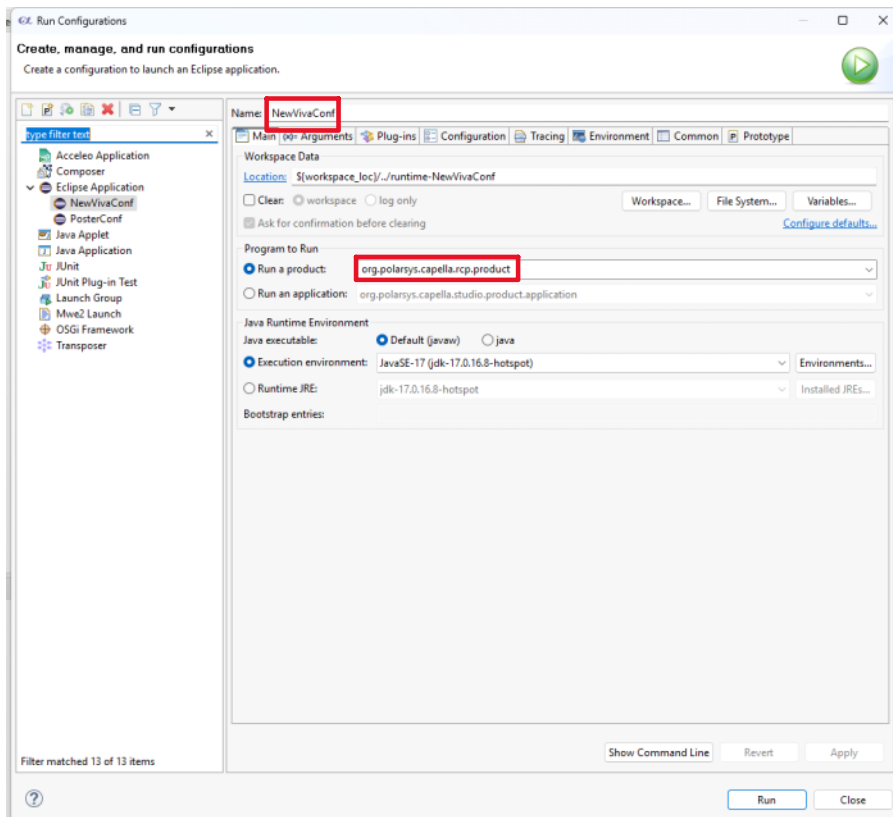 Run Configurations
Create, manage, and run configurations
Create a configuration to launch an Eclipse application.
type filter text
Acceleo Application
Composer
Eclipse Application
NewVivaConf
PosterConf
Java Applet
Java Application
JUnit
JUnit Plug-in Test
Launch Group
Mwe2 Launch
OSGi Framework
Transposer
Filter matched 13 of 13 items
Name: NewVivaConf
Main Arguments Plug-ins Configuration Tracing Environment Common Prototype
Workspace Data
Location: ${workspace_loc}/../runtime-NewVivaConf
Clear: workspace log only Workspace... File System... Variables...
Ask for confirmation before clearing Configure defaults...
Program to Run
Run a product: org.polarsys.capella.rcp.product
Run an application: org.polarsys.capella.studio.product.application
Java Runtime Environment
Java executable: Default (javaw) java
Execution environment: JavaSE-17 (jdk-17.0.16.8-hotspot) Environments...
Runtime JRE: jdk-17.0.16.8-hotspot Installed JREs...
Bootstrap entries:
Show Command Line Revert Apply
Run Close